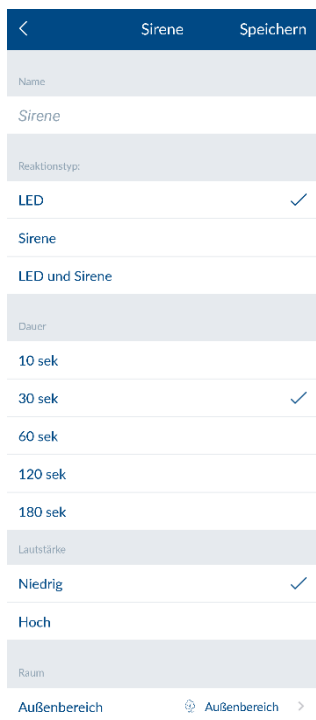 Sirene Speichern
Name
Sirene
Reaktionstyp:
LED
Sirene
LED und Sirene
Dauer
10 sek
30 sek
60 sek
120 sek
180 sek
Lautstärke
Niedrig
Hoch
Raum
Außenbereich Außenbereich